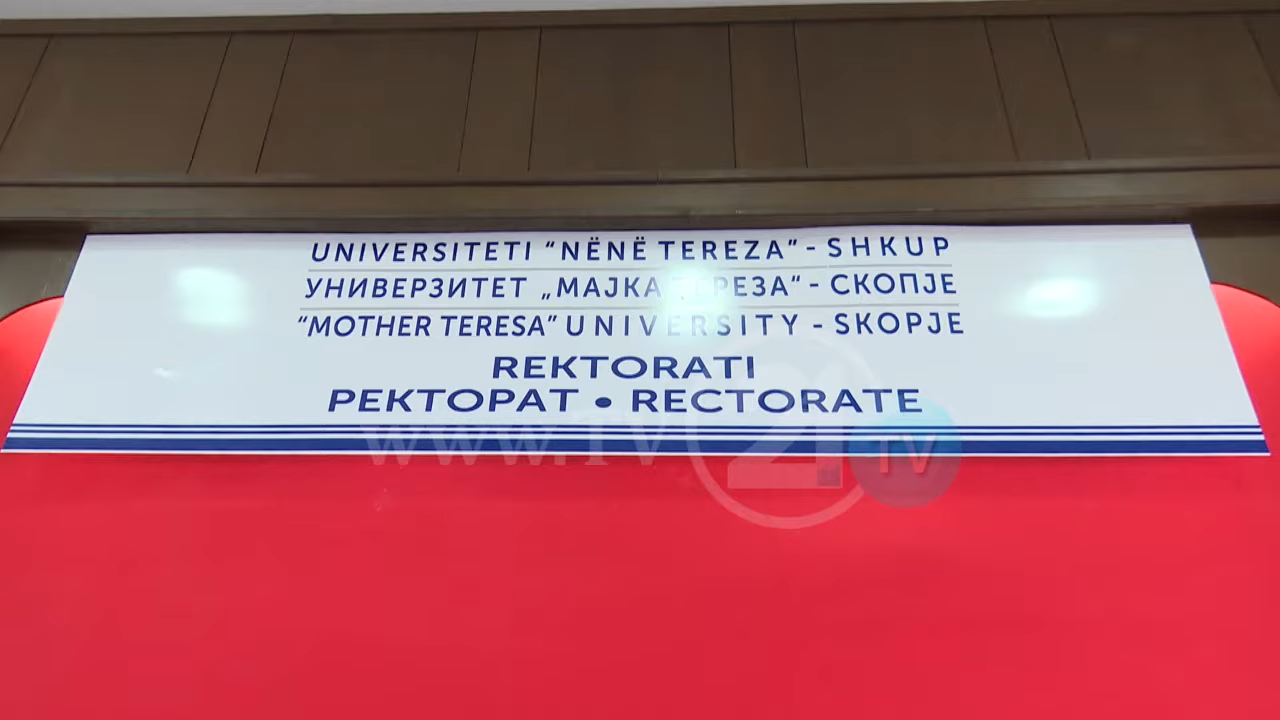 UNIVERSITETI “NËNË TEREZA“ - SHKUP
УНИВЕРЗИТЕТ „МАЈКА ТЕРЕЗА“ - СКОПЈЕ
“MOTHER TERESA” UNIVERSITY - SKOPJE
REKTORATI
РЕКТОРАТ • RECTORATE
www.TV21.TV